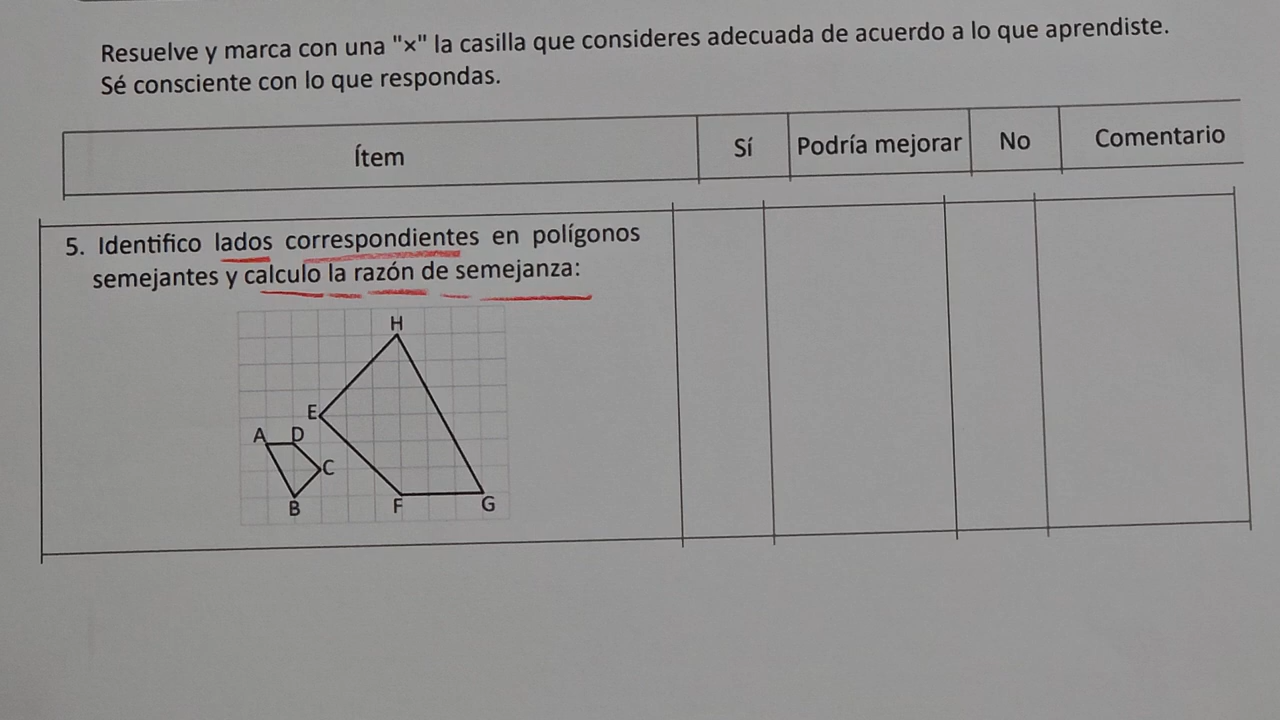 Resuelve y marca con una "×" la casilla que consideres adecuada de acuerdo a lo que aprendiste.
Sé consciente con lo que respondas.
Ítem
Sí
Podría mejorar
No
Comentario
5. Identifico lados correspondientes en polígonos
semejantes y calculo la razón de semejanza:
H
E
A D
C
B
F
G